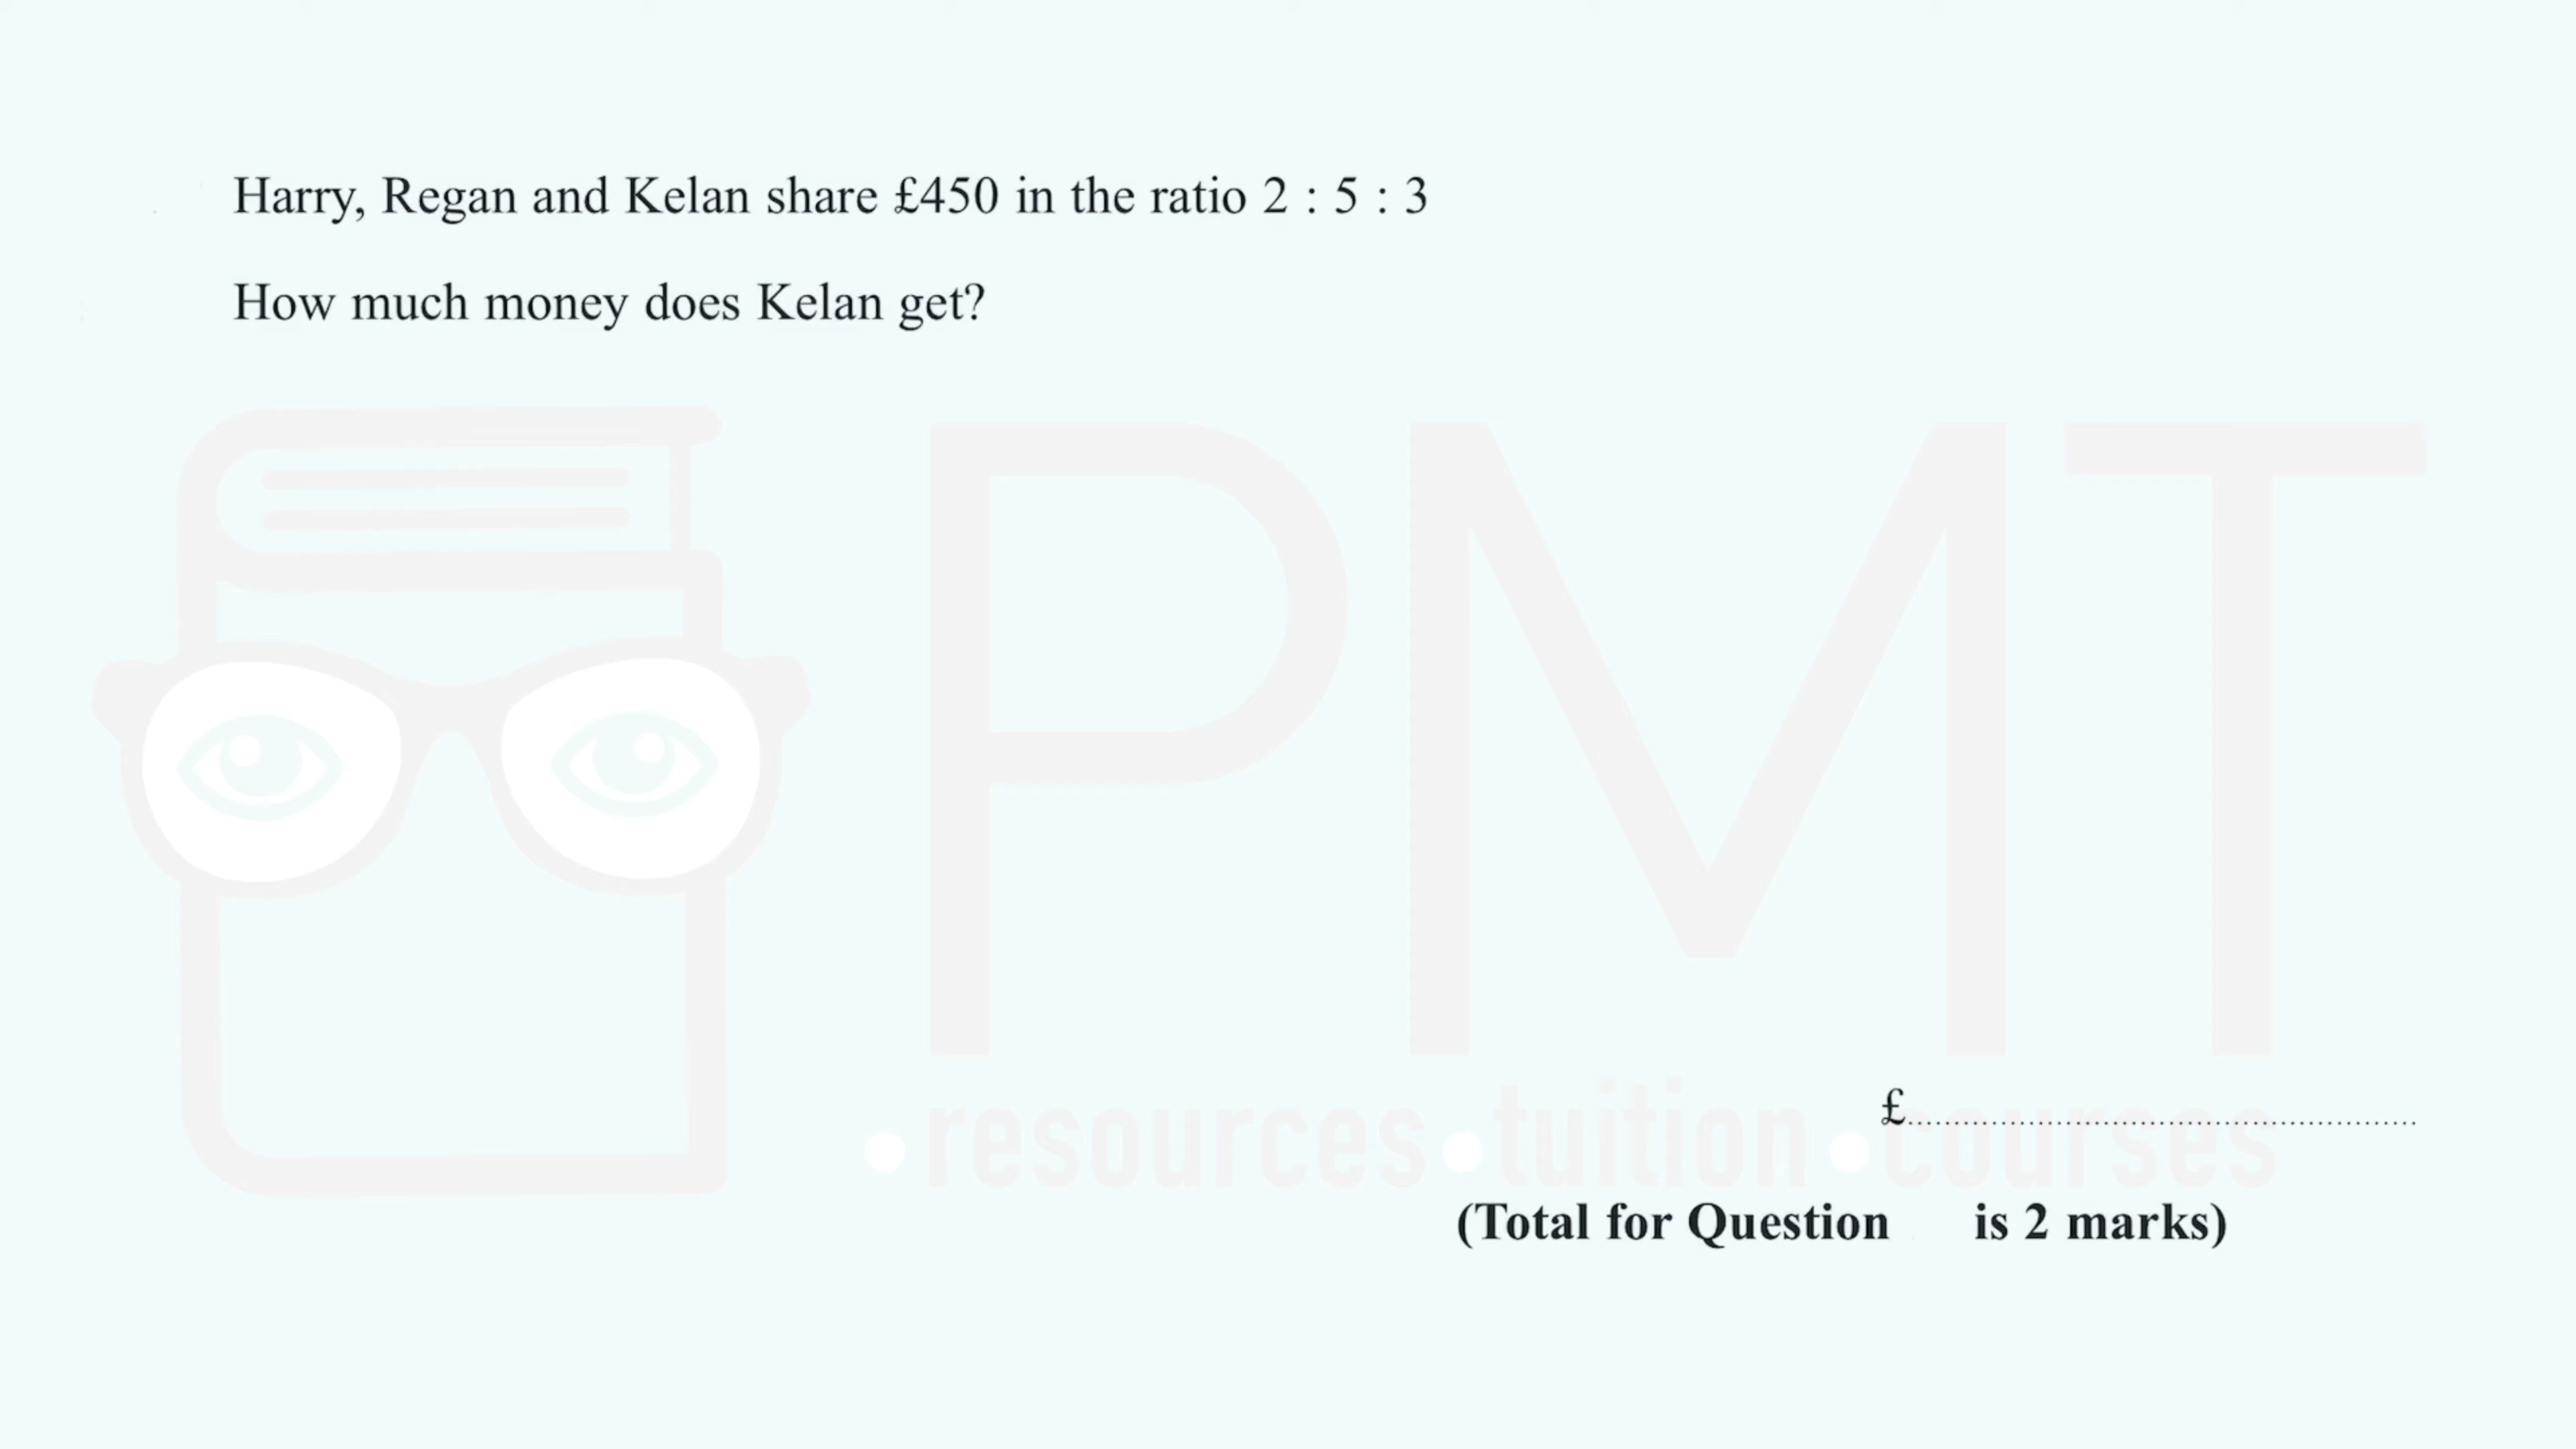 Harry, Regan and Kelan share £450 in the ratio 2 : 5 : 3
How much money does Kelan get?
PMT
resources • tuition • courses
£
(Total for Question is 2 marks)